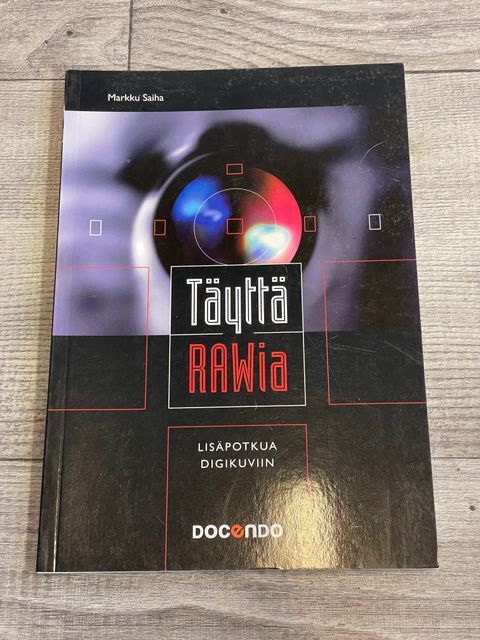 Markku Saiha
Täyttä
RAWia
LISÄPOTKUA
DIGIKUVIIN
DOCENDO